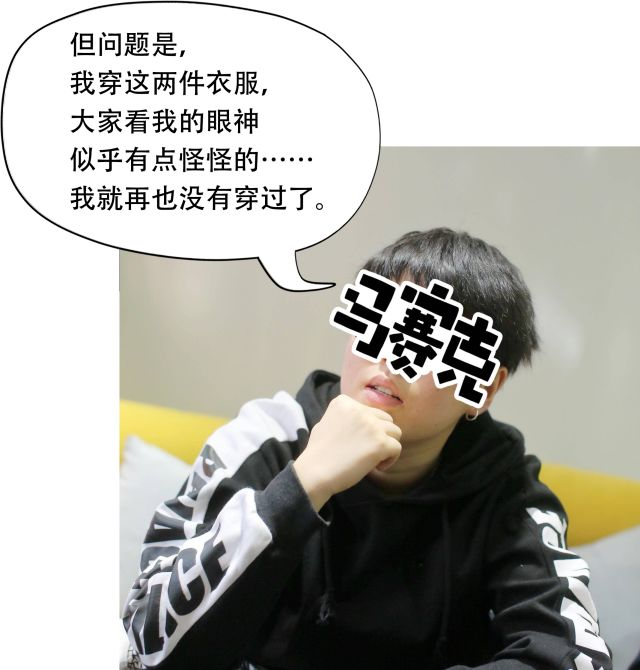 但问题是，
我穿这两件衣服，
大家看我的眼神
似乎有点怪怪的……
我就再也没有穿过了。
马赛克